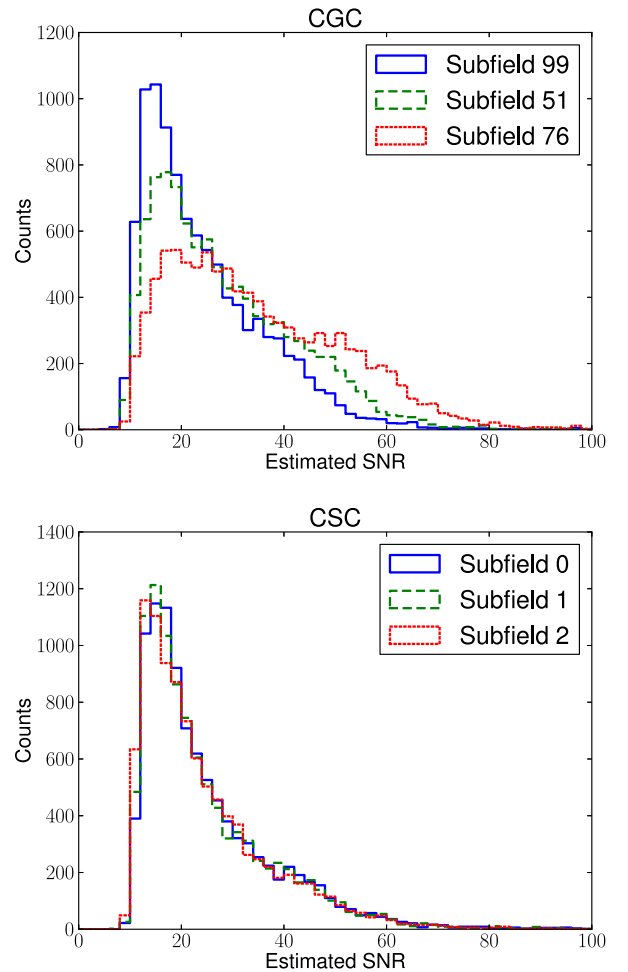 CGC
1200
1000
800
600
400
200
0
Counts
Subfield 99
Subfield 51
Subfield 76
0 20 40 60 80 100
Estimated SNR
CSC
1400
1200
1000
800
600
400
200
0
Counts
Subfield 0
Subfield 1
Subfield 2
0 20 40 60 80 100
Estimated SNR